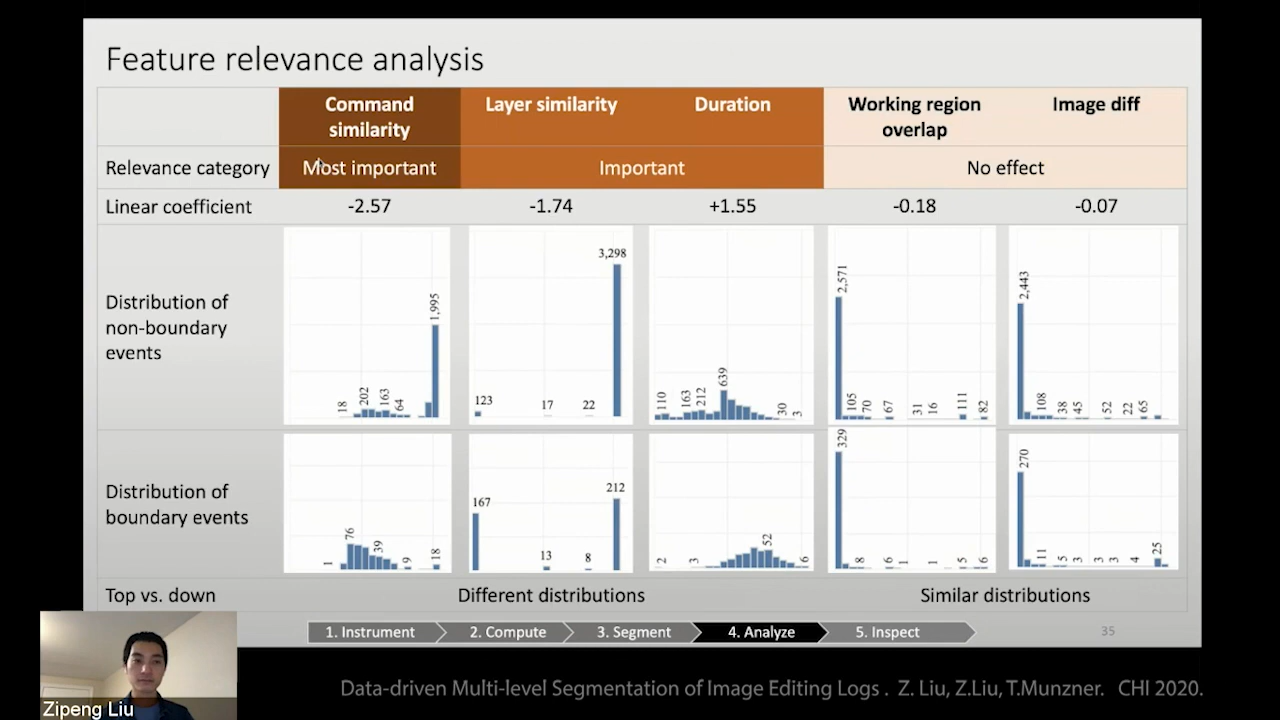 Feature relevance analysis
Command similarity
Layer similarity
Duration
Working region overlap
Image diff
Relevance category
Most important
Important
No effect
Linear coefficient
-2.57
-1.74
+1.55
-0.18
-0.07
Distribution of
non-boundary
events
18
202
163
64
1,995
123
17
22
3,298
110
163
212
639
30
3
2,571
105
70
67
31
16
111
82
2,443
108
38
45
52
22
65
Distribution of
boundary events
1
76
39
9
18
167
13
8
212
2
3
52
6
329
8
6
1
1
5
6
270
11
5
3
3
3
4
25
Top vs. down
Different distributions
Similar distributions
1. Instrument
2. Compute
3. Segment
4. Analyze
5. Inspect
35
Zipeng Liu
Data-driven Multi-level Segmentation of Image Editing Logs . Z. Liu, Z.Liu, T.Munzner. CHI 2020.